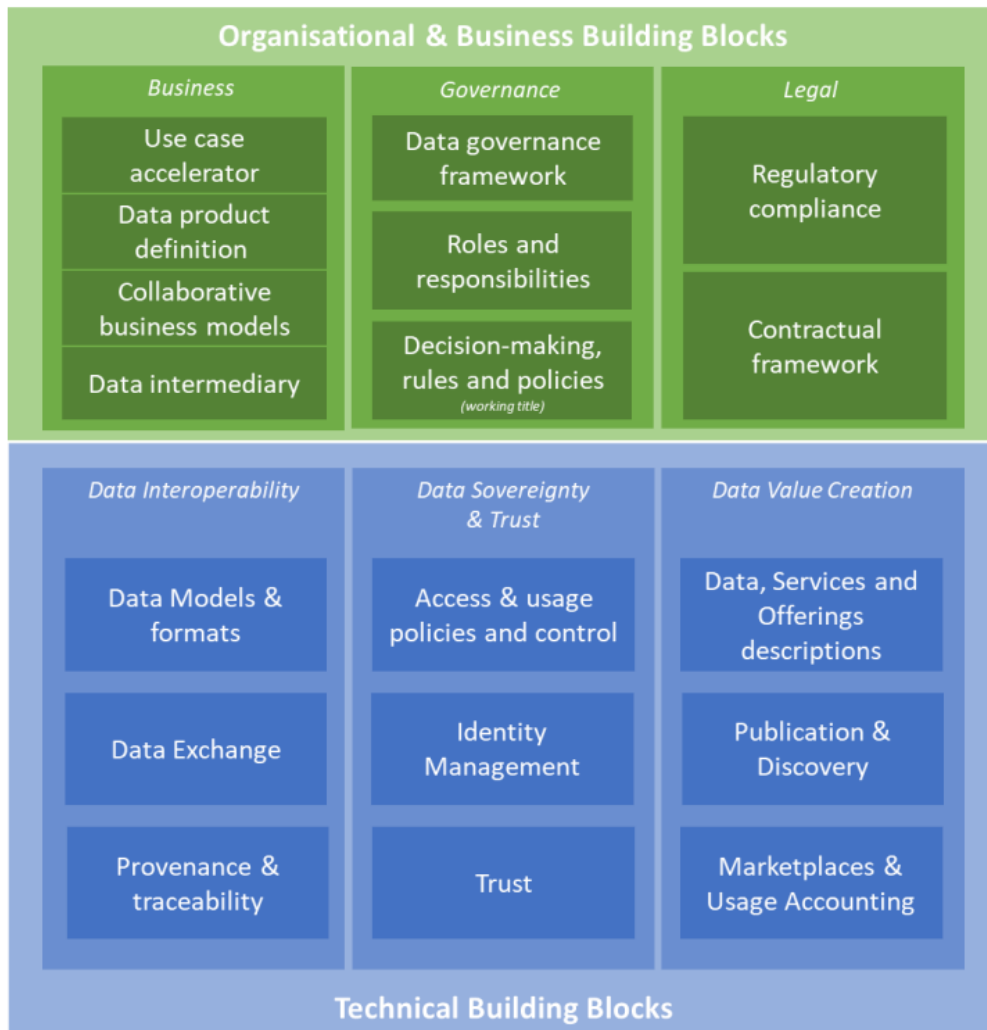 Organisational & Business Building Blocks
Business
Use case
accelerator
Data product
definition
Collaborative
business models
Data intermediary
Governance
Data governance
framework
Roles and
responsibilities
Decision-making,
rules and policies
(working title)
Legal
Regulatory
compliance
Contractual
framework
Data Interoperability
Data Models &
formats
Data Exchange
Provenance &
traceability
Data Sovereignty
& Trust
Access & usage
policies and control
Identity
Management
Trust
Data Value Creation
Data, Services and
Offerings
descriptions
Publication &
Discovery
Marketplaces &
Usage Accounting
Technical Building Blocks